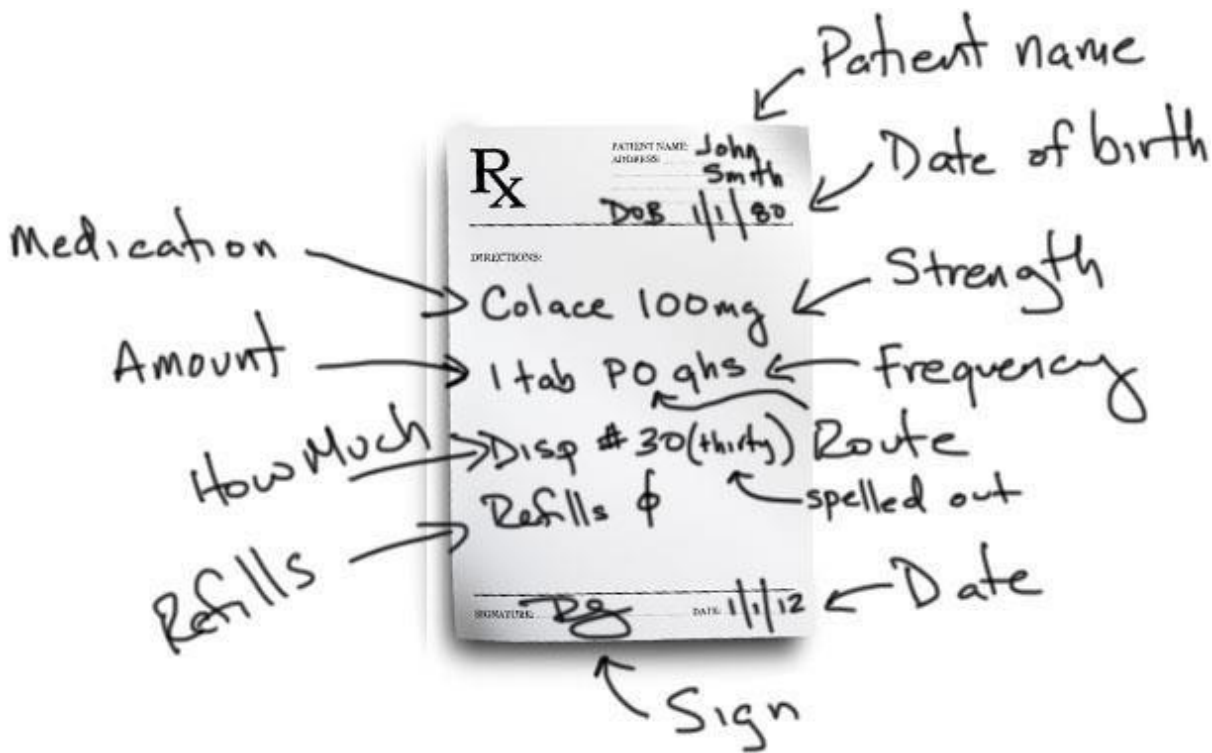 Patient name
Rx
PATIENT NAME: John
ADDRESS: Smith
DOB 1/1/80
Date of birth
Medication
DIRECTIONS:
Colace 100mg
Strength
Amount
1 tab PO qhs
Frequency
How Much
Disp # 30 (thirty)
Route
spelled out
Refills
Refills ϕ
SIGNATURE:
DATE: 1/1/12
Date
Sign